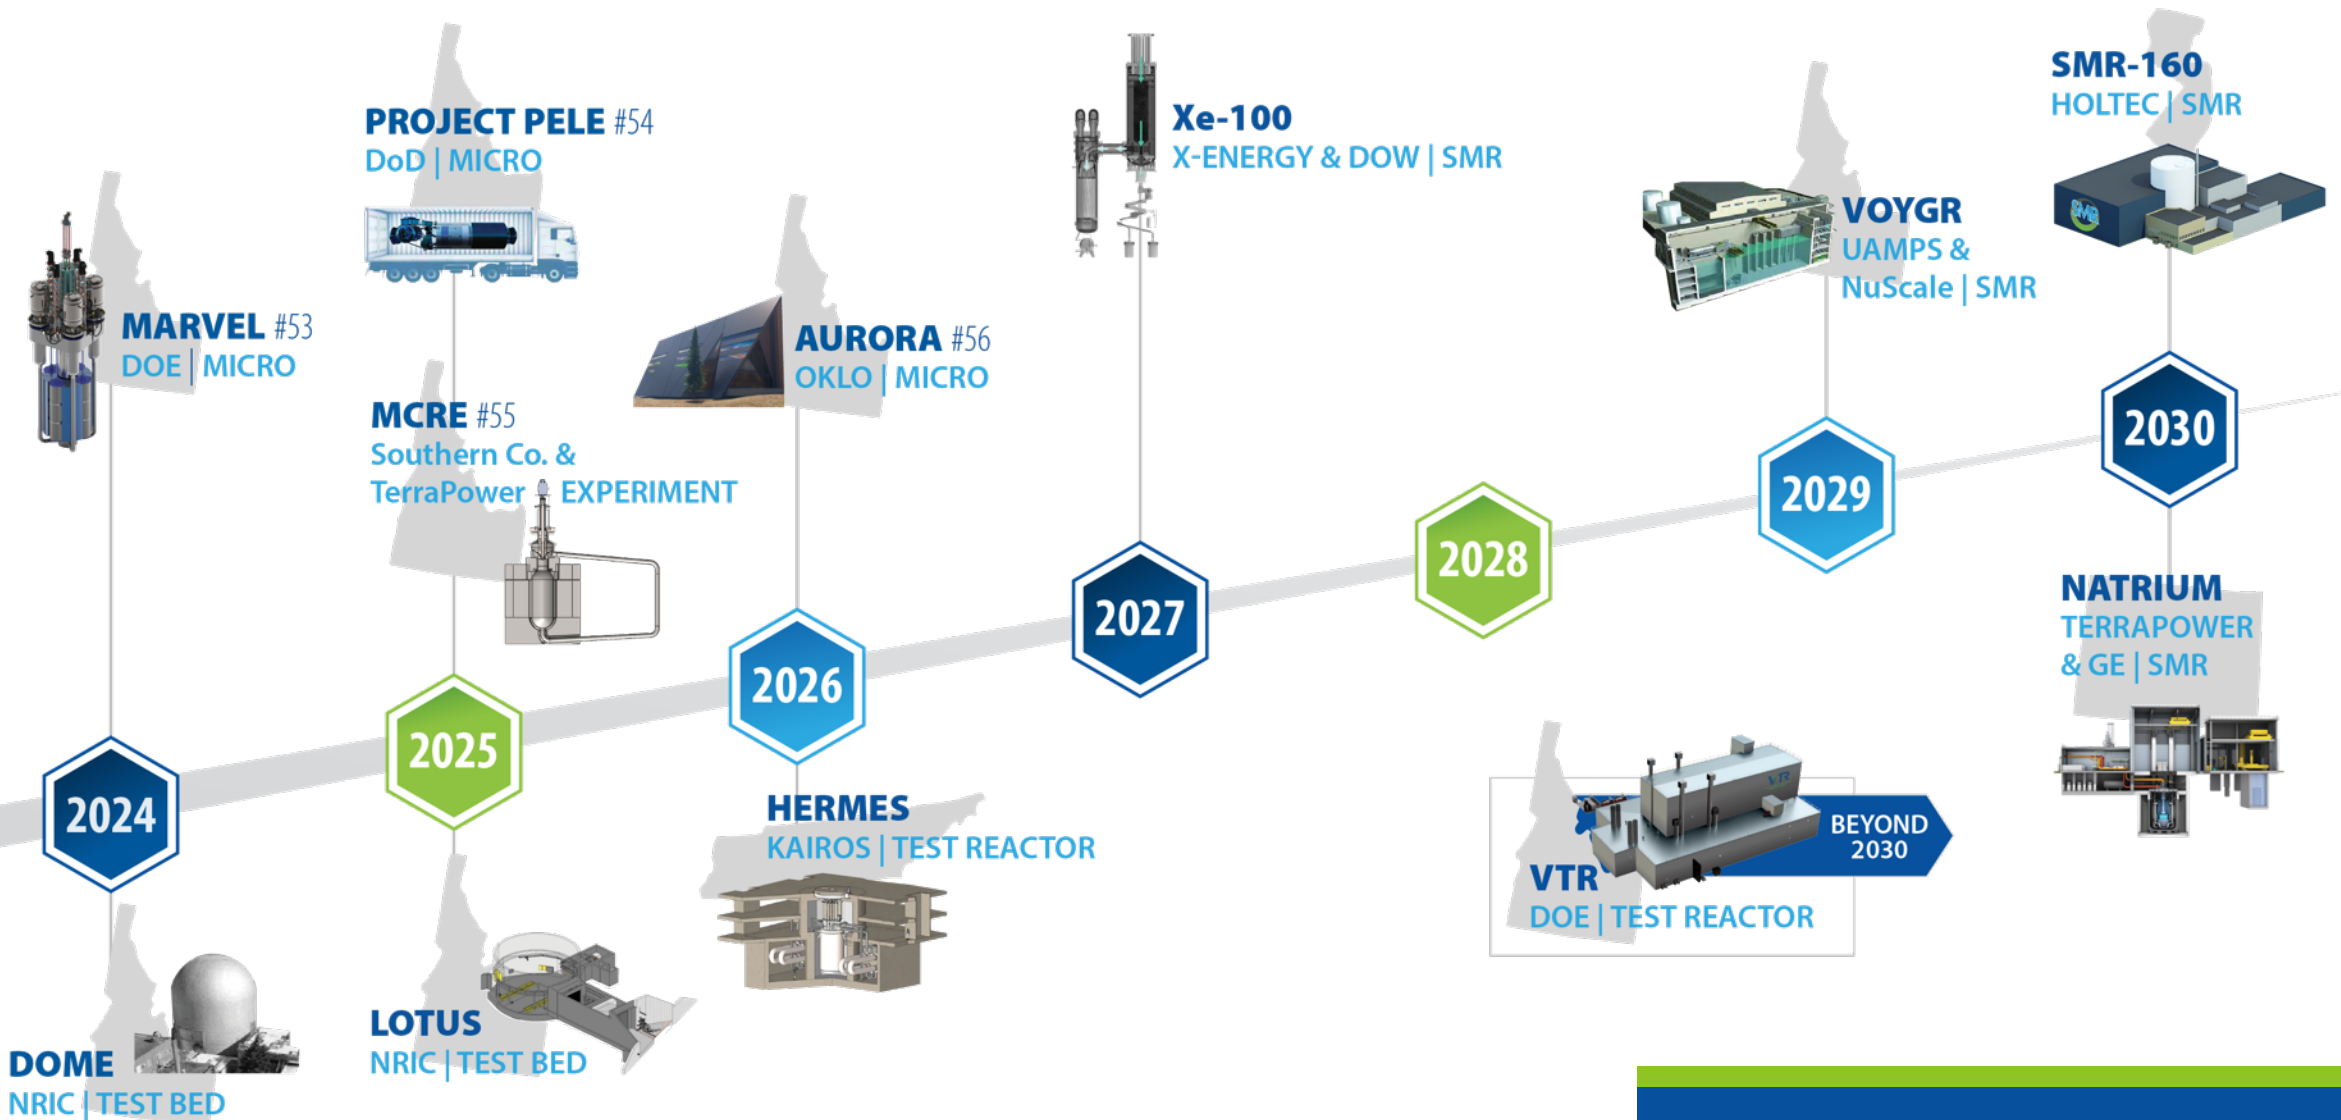 MARVEL #53
DOE | MICRO
2024
DOME
NRIC | TEST BED
PROJECT PELE #54
DoD | MICRO
MCRE #55
Southern Co. &
TerraPower | EXPERIMENT
2025
LOTUS
NRIC | TEST BED
AURORA #56
OKLO | MICRO
2026
HERMES
KAIROS | TEST REACTOR
Xe-100
X-ENERGY & DOW | SMR
2027
2028
VOYGR
UAMPS &
NuScale | SMR
2029
VTR
VTR
DOE | TEST REACTOR
BEYOND
2030
SMR-160
HOLTEC | SMR
SMR
2030
NATRIUM
TERRAPOWER
& GE | SMR